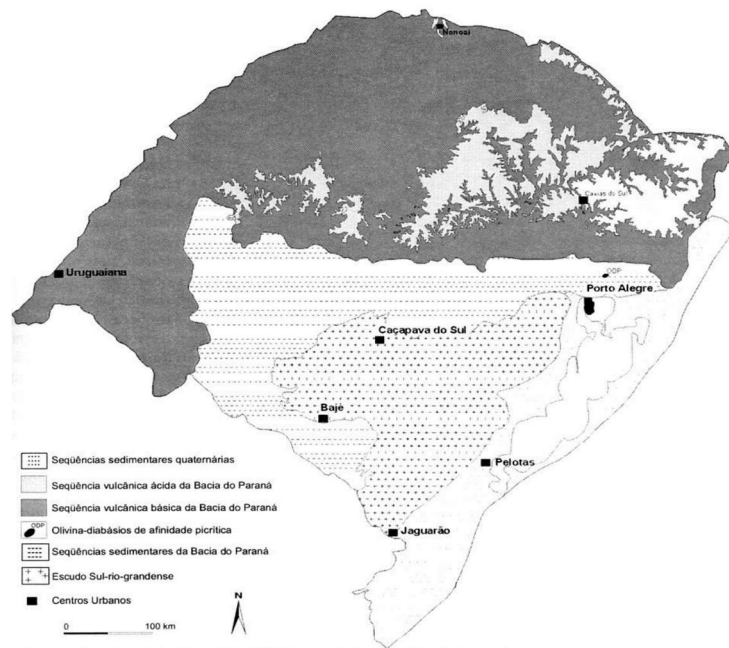 Nonoai
Caxias do Sul
Uruguaiana
ODP
Porto Alegre
Caçapava do Sul
Bajé
Pelotas
Jaguarão
Seqüências sedimentares quaternárias
Seqüência vulcânica ácida da Bacia do Paraná
Seqüência vulcânica básica da Bacia do Paraná
ODP
Olivina-diabásios de afinidade picrítica
Seqüências sedimentares da Bacia do Paraná
Escudo Sul-rio-grandense
Centros Urbanos
N
0 100 km